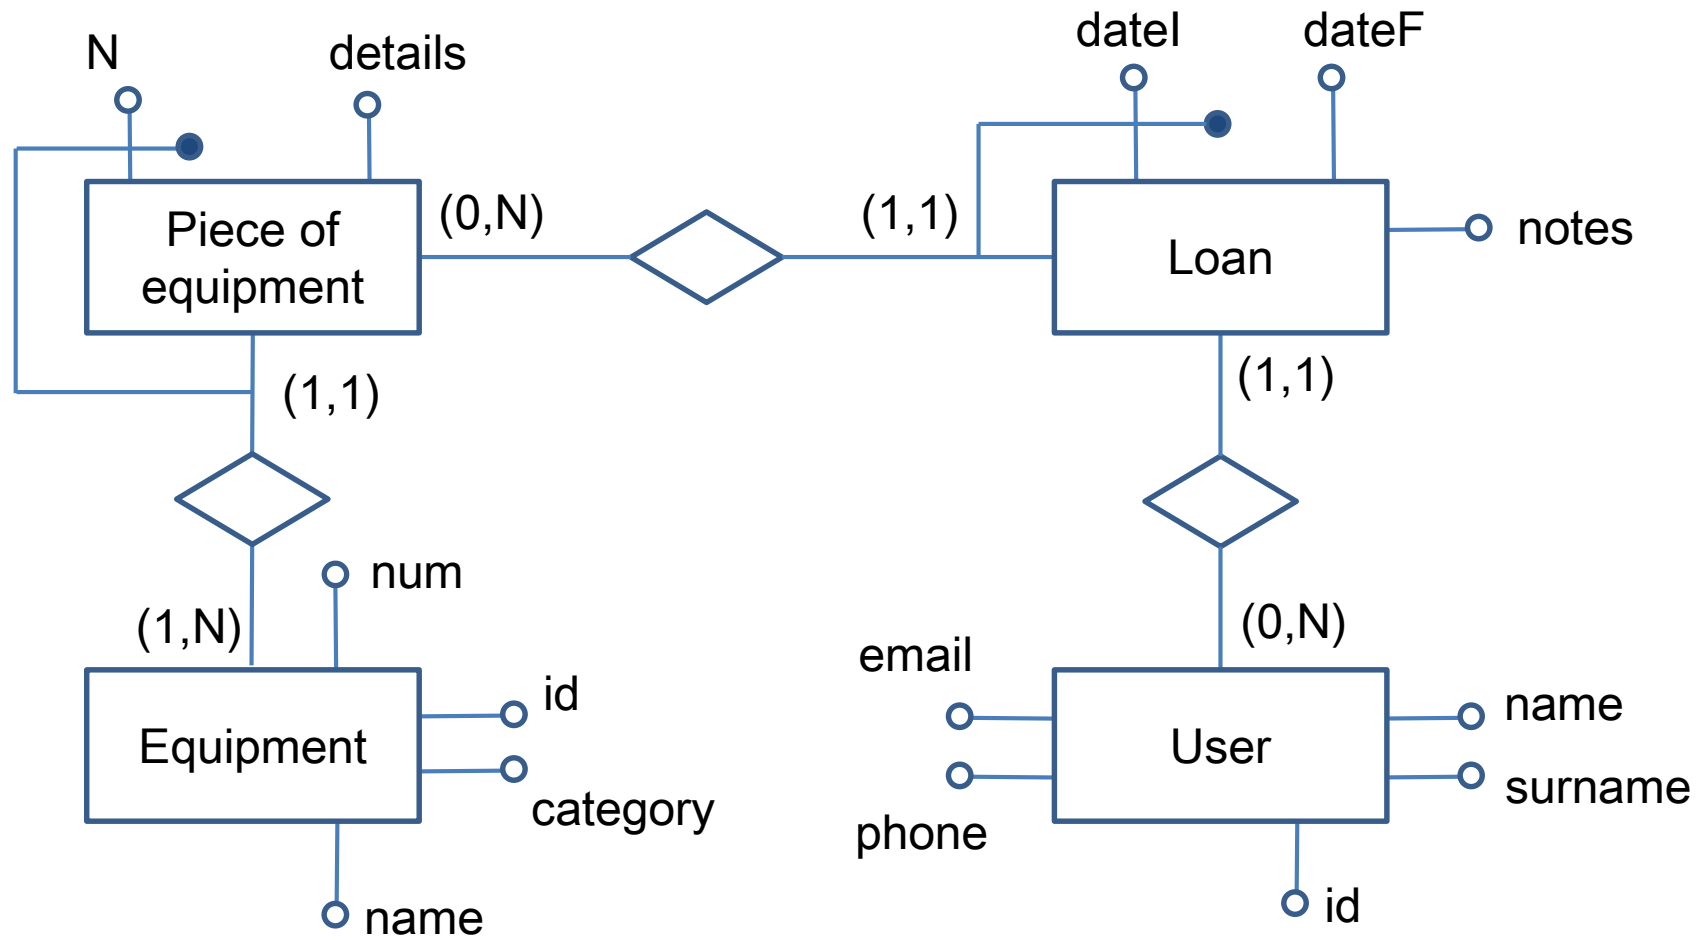 N
details
dateI
dateF
Piece of
equipment
(0,N)
(1,1)
Loan
notes
(1,1)
(1,1)
num
(1,N)
(0,N)
email
id
name
Equipment
User
category
phone
surname
name
id